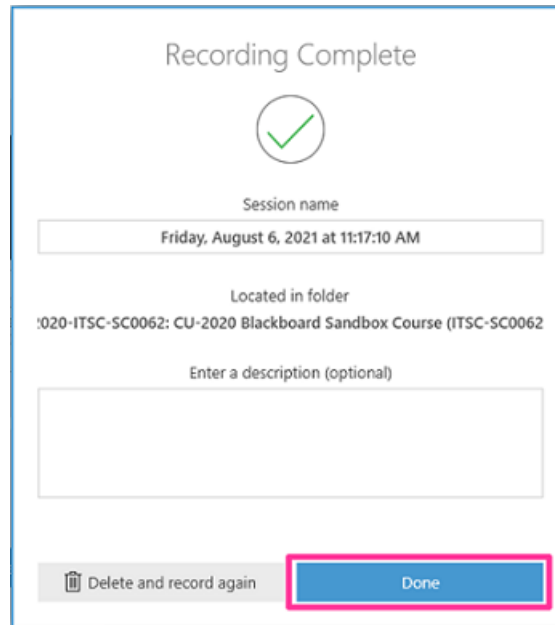 Recording Complete
Session name
Friday, August 6, 2021 at 11:17:10 AM
Located in folder
:020-ITSC-SC0062: CU-2020 Blackboard Sandbox Course (ITSC-SC0062
Enter a description (optional)
Delete and record again
Done